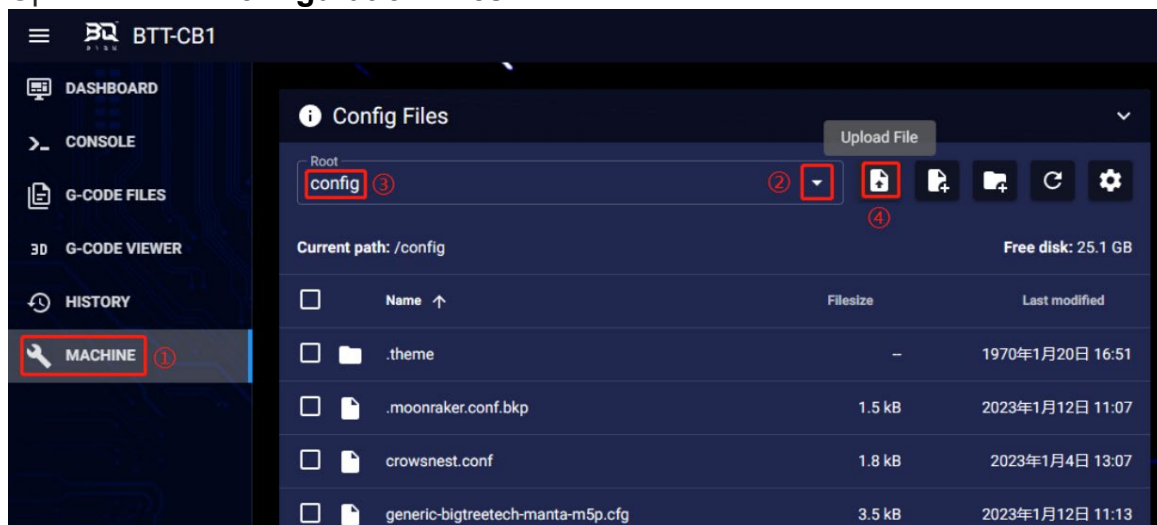 BTT-CB1
DASHBOARD
Config Files
Upload File
CONSOLE
Root
config ③ ② ④
G-CODE FILES
3D G-CODE VIEWER
Current path: /config Free disk: 25.1 GB
HISTORY
Name ↑ Filesize Last modified
MACHINE ①
.theme -- 1970年1月20日 16:51
.moonraker.conf.bkp 1.5 kB 2023年1月12日 11:07
crowsnest.conf 1.8 kB 2023年1月4日 13:07
generic-bigtreetech-manta-m5p.cfg 3.5 kB 2023年1月12日 11:13